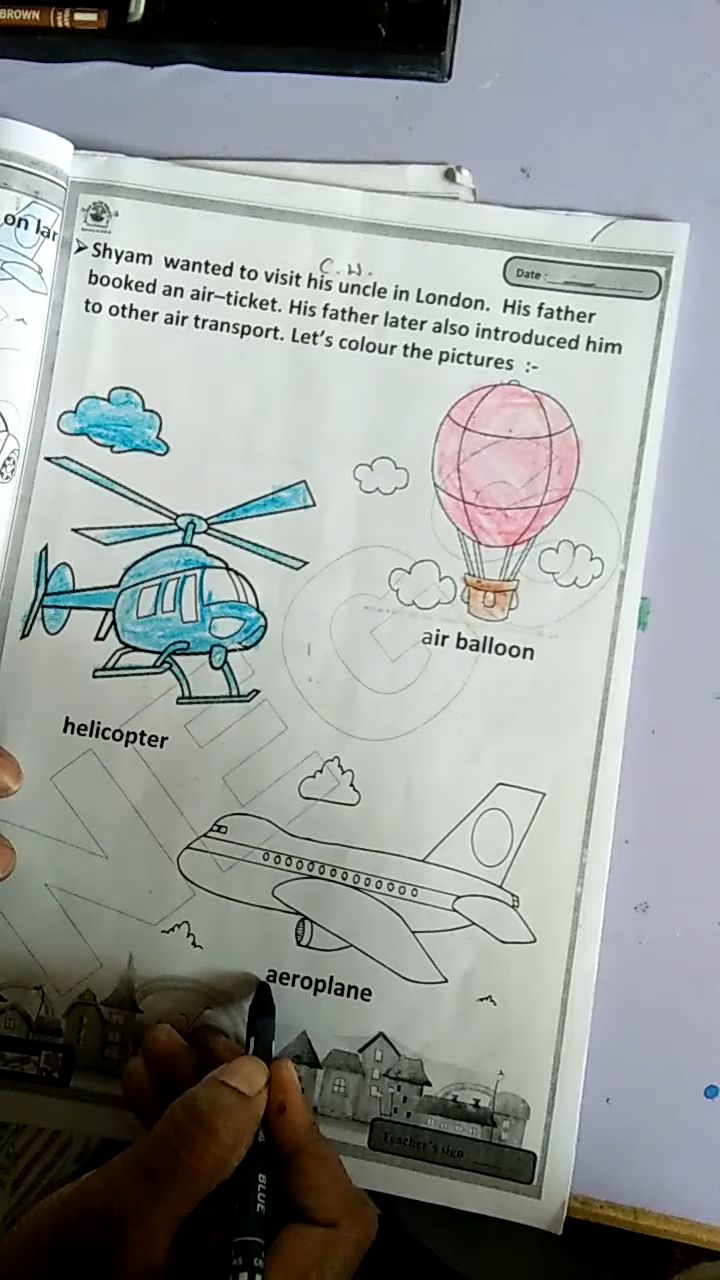 BROWN
on lar
C.W.
Date :
➢ Shyam wanted to visit his uncle in London. His father
booked an air–ticket. His father later also introduced him
to other air transport. Let's colour the pictures :-
air balloon
helicopter
aeroplane
Teacher's sign
BLUE